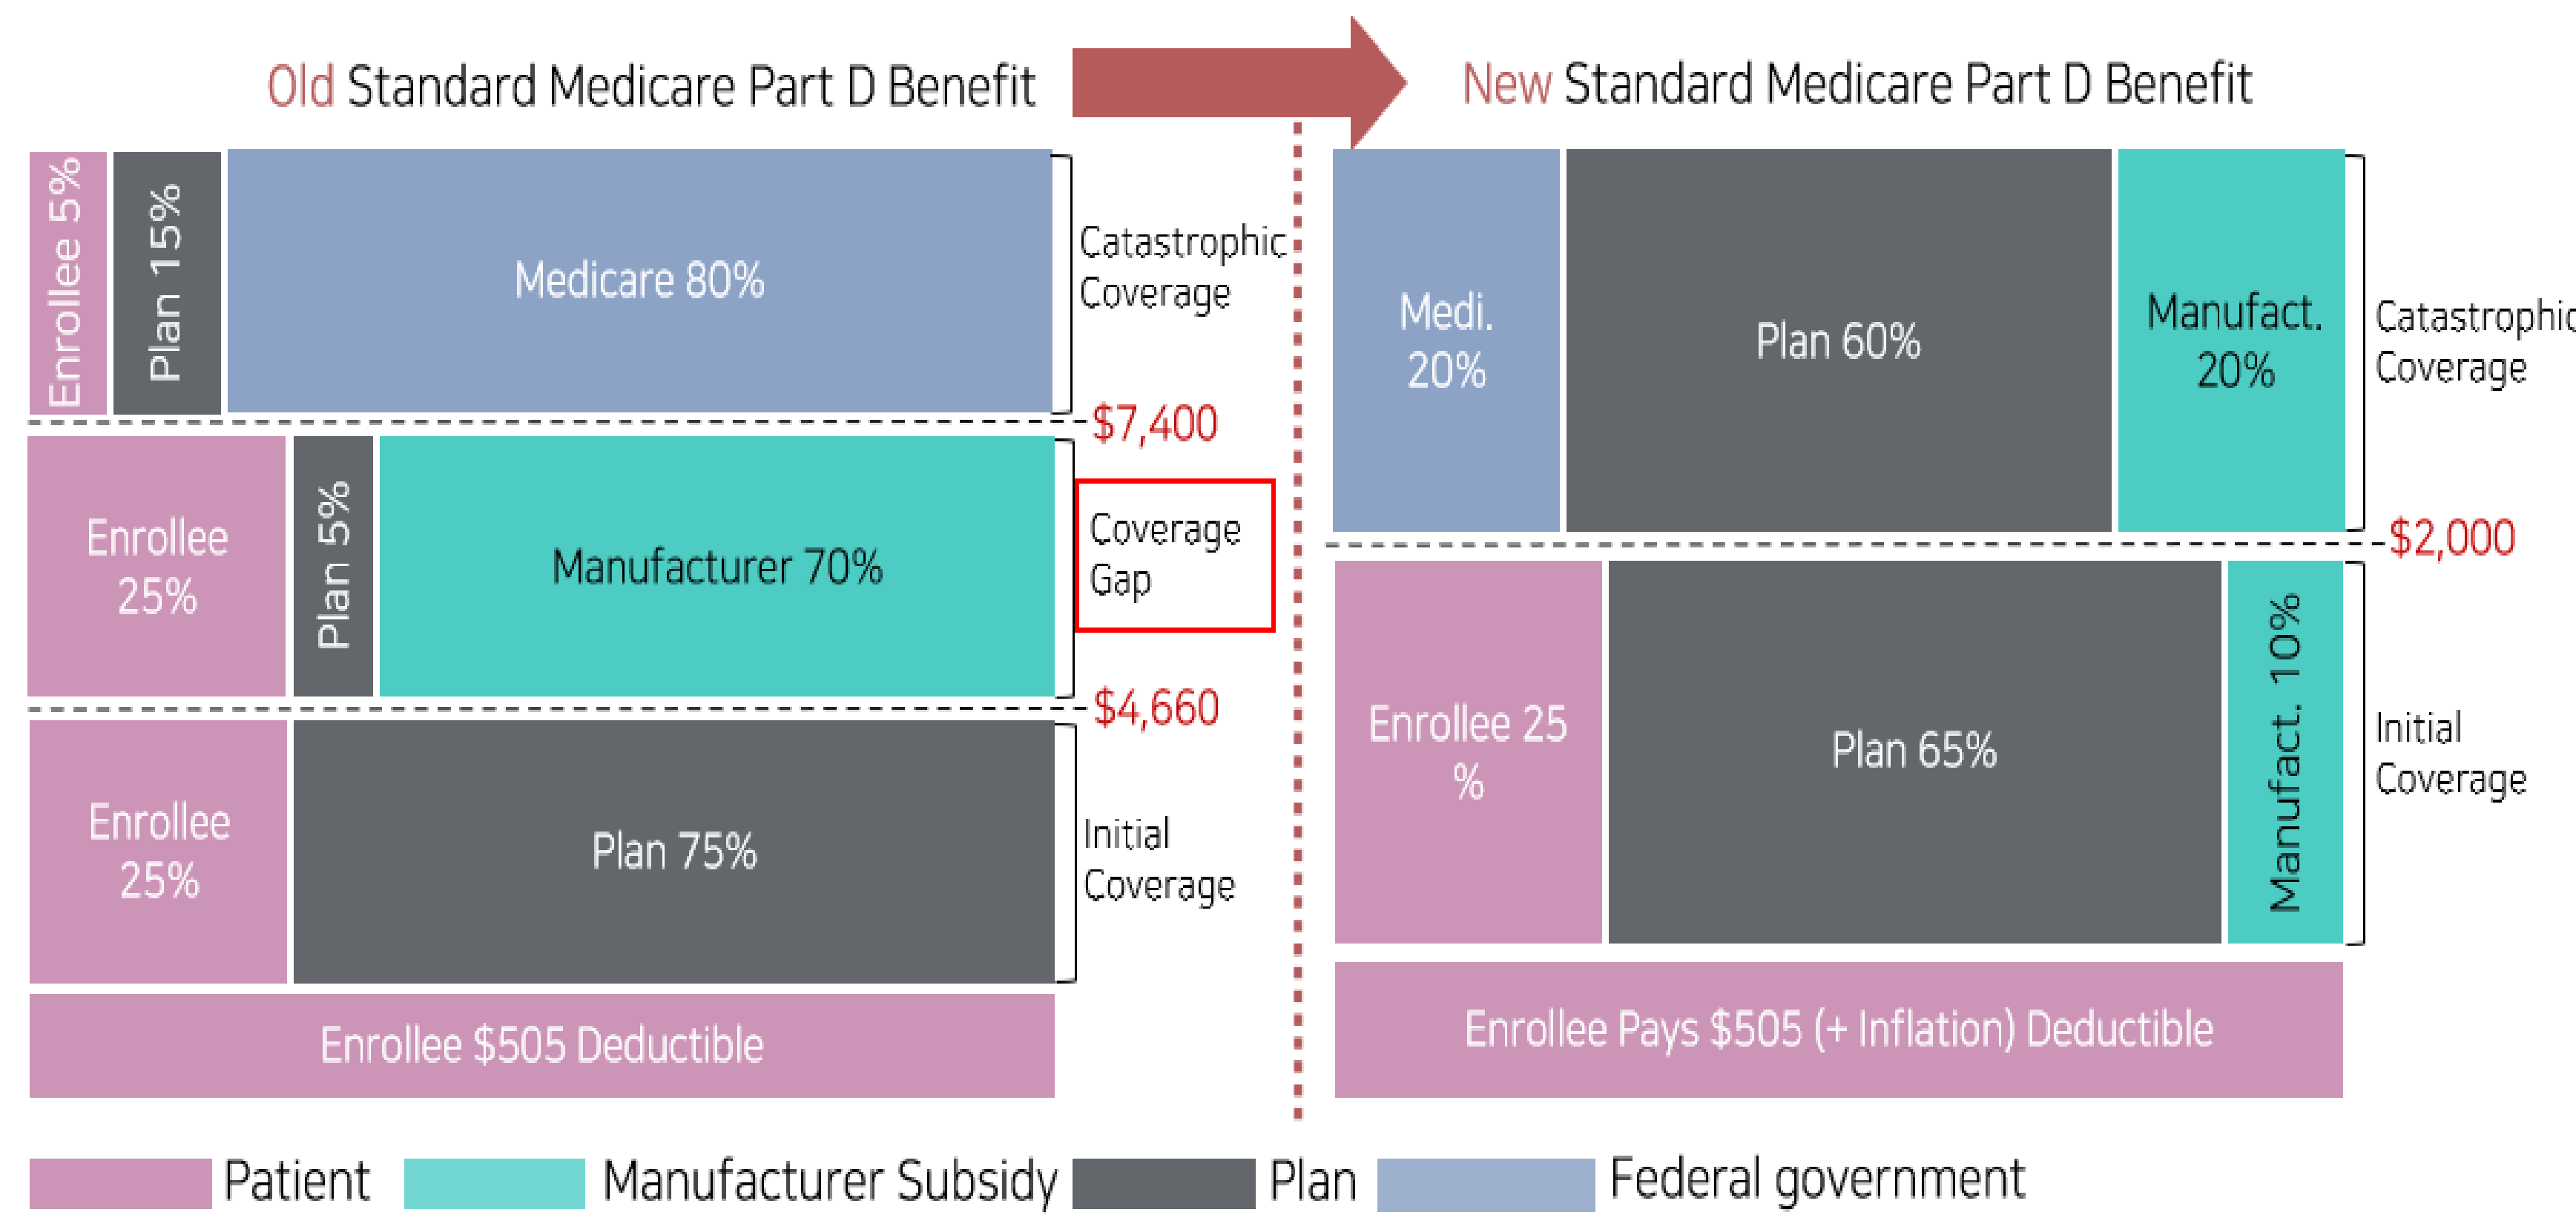 Old Standard Medicare Part D Benefit
New Standard Medicare Part D Benefit
Enrollee 5%
Plan 15%
Medicare 80%
Catastrophic
Coverage
$7,400
Enrollee
25%
Plan 5%
Manufacturer 70%
Coverage
Gap
$4,660
Enrollee
25%
Plan 75%
Initial
Coverage
Enrollee $505 Deductible
Medi.
20%
Plan 60%
Manufact.
20%
Catastrophic
Coverage
$2,000
Enrollee 25
%
Plan 65%
Manufact. 10%
Initial
Coverage
Enrollee Pays $505 (+ Inflation) Deductible
Patient
Manufacturer Subsidy
Plan
Federal government